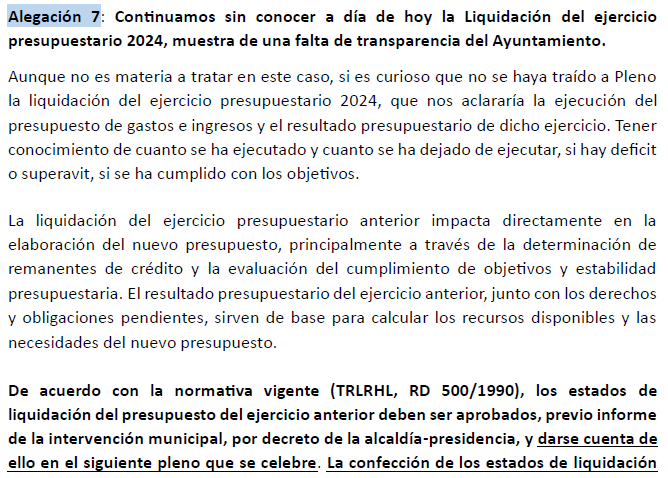 Alegación 7: Continuamos sin conocer a día de hoy la Liquidación del ejercicio
presupuestario 2024, muestra de una falta de transparencia del Ayuntamiento.
Aunque no es materia a tratar en este caso, si es curioso que no se haya traído a Pleno
la liquidación del ejercicio presupuestario 2024, que nos aclararía la ejecución del
presupuesto de gastos e ingresos y el resultado presupuestario de dicho ejercicio. Tener
conocimiento de cuanto se ha ejecutado y cuanto se ha dejado de ejecutar, si hay deficit
o superavit, si se ha cumplido con los objetivos.
La liquidación del ejercicio presupuestario anterior impacta directamente en la
elaboración del nuevo presupuesto, principalmente a través de la determinación de
remanentes de crédito y la evaluación del cumplimiento de objetivos y estabilidad
presupuestaria. El resultado presupuestario del ejercicio anterior, junto con los derechos
y obligaciones pendientes, sirven de base para calcular los recursos disponibles y las
necesidades del nuevo presupuesto.
De acuerdo con la normativa vigente (TRLRHL, RD 500/1990), los estados de
liquidación del presupuesto del ejercicio anterior deben ser aprobados, previo informe
de la intervención municipal, por decreto de la alcaldía-presidencia, y darse cuenta de
ello en el siguiente pleno que se celebre. La confección de los estados de liquidación